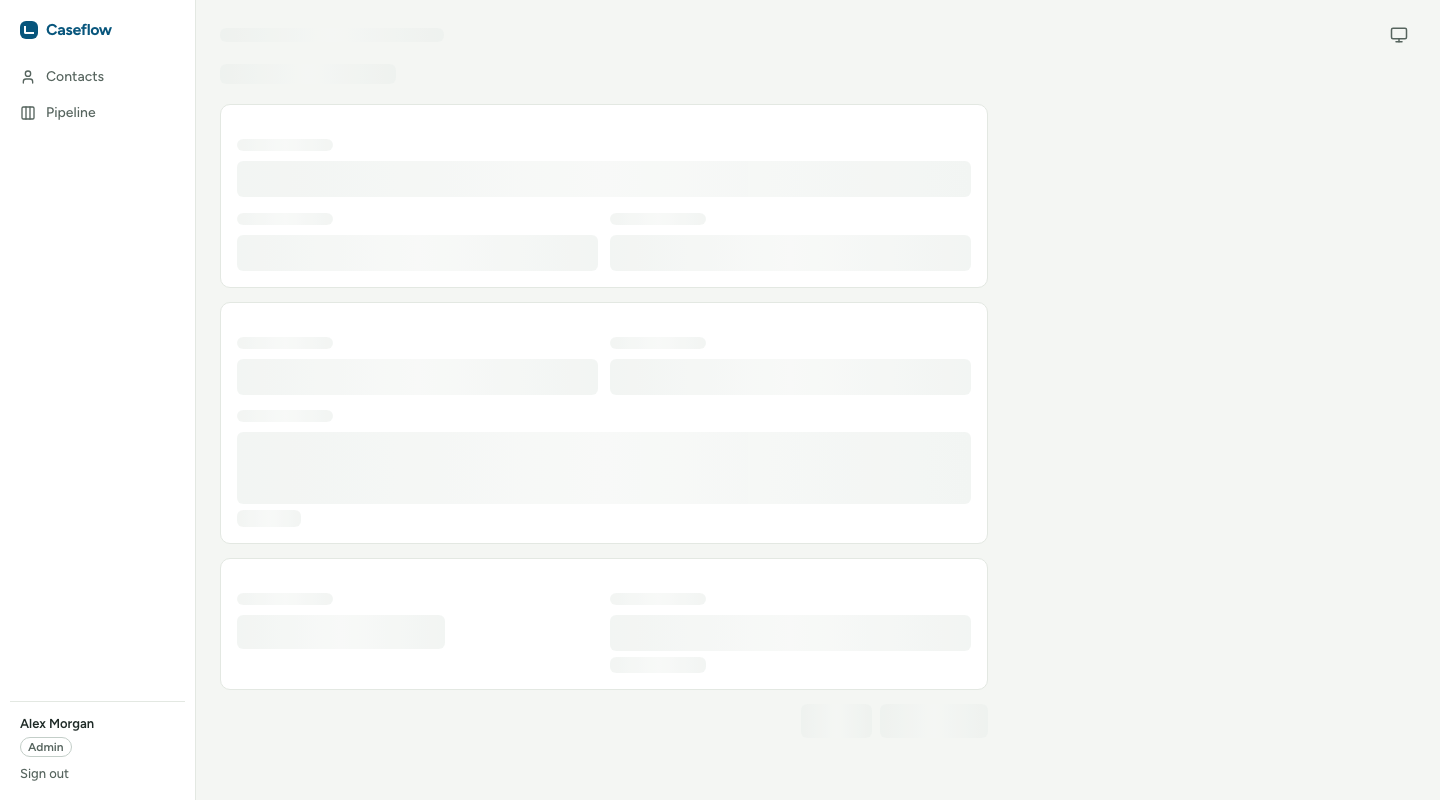 Caseflow
Contacts
Pipeline
Alex Morgan
Admin
Sign out